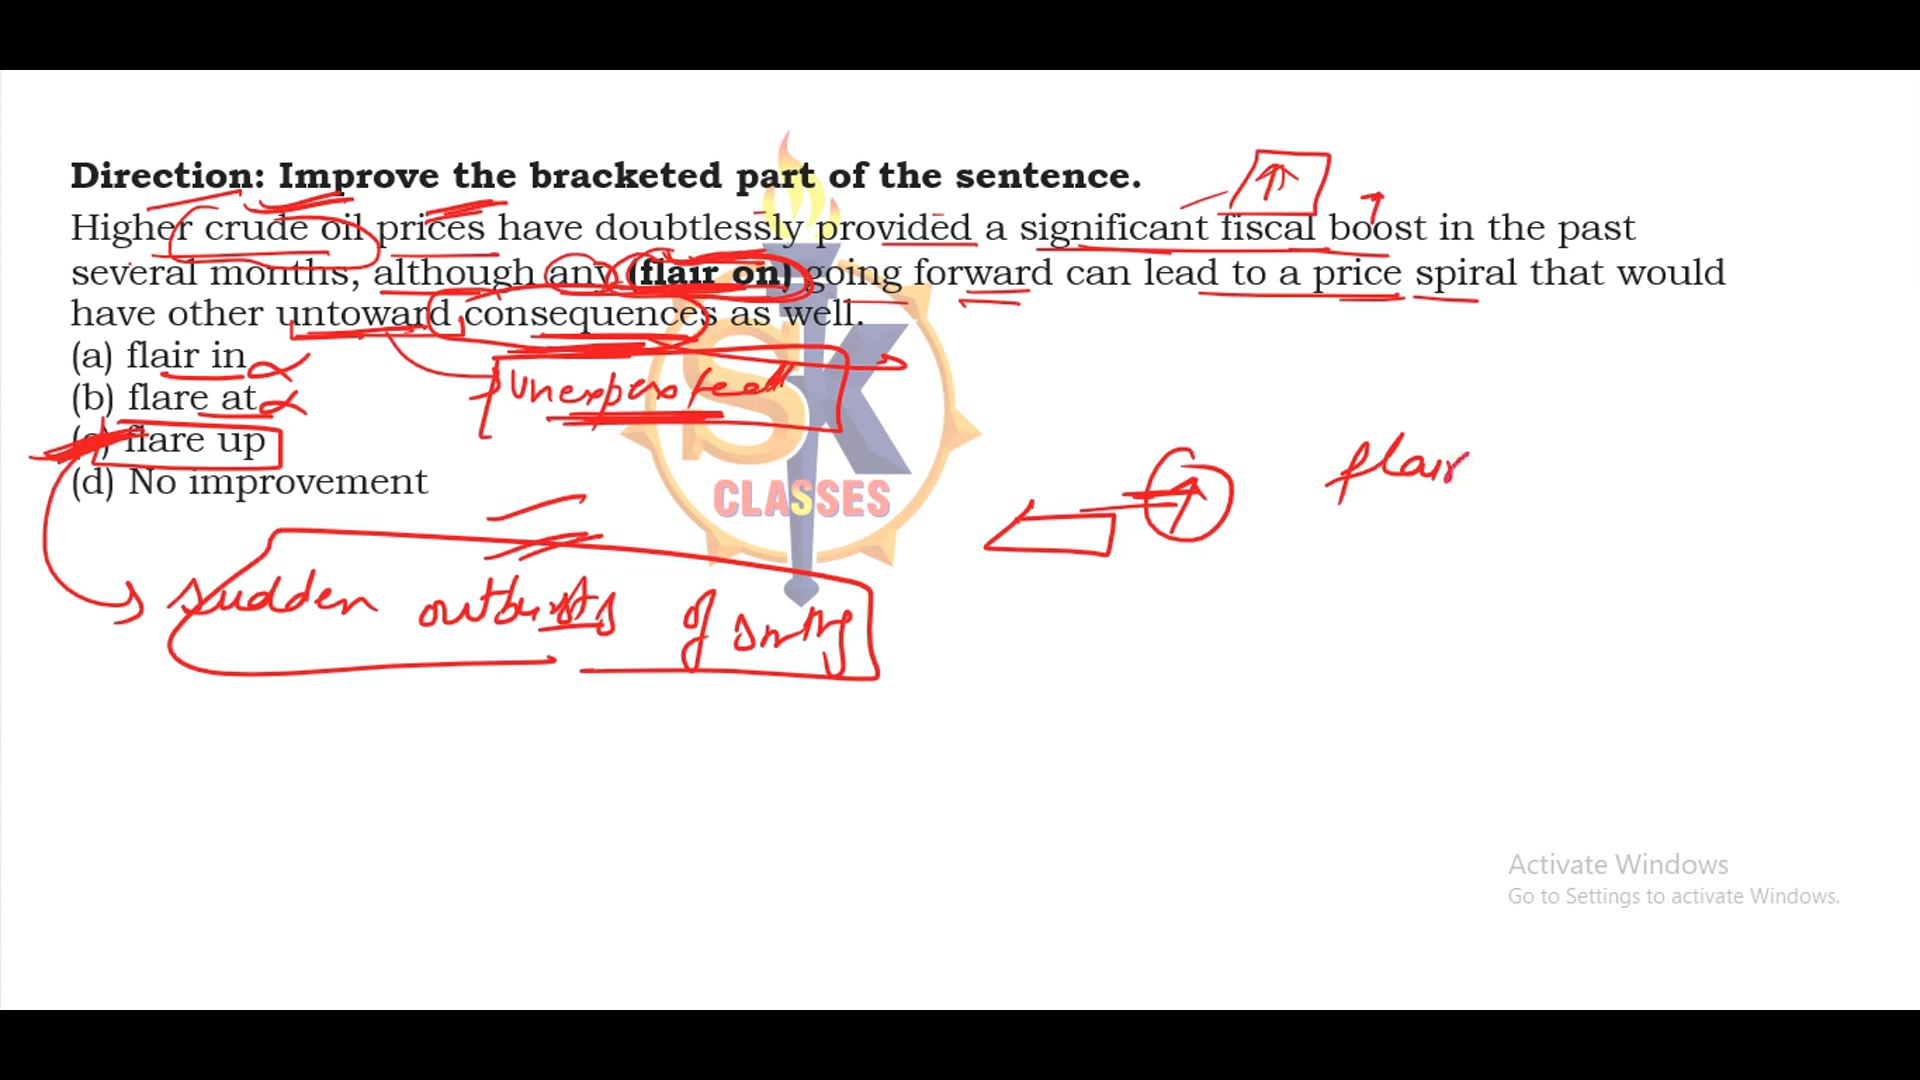 Direction: Improve the bracketed part of the sentence.
Higher crude oil prices have doubtlessly provided a significant fiscal boost in the past
several months, although any (flair on) going forward can lead to a price spiral that would
have other untoward consequences as well.
(a) flair in
(b) flare at
(c) flare up
(d) No improvement
SK
CLASSES
flair
sudden outbursts of
Activate Windows
Go to Settings to activate Windows.